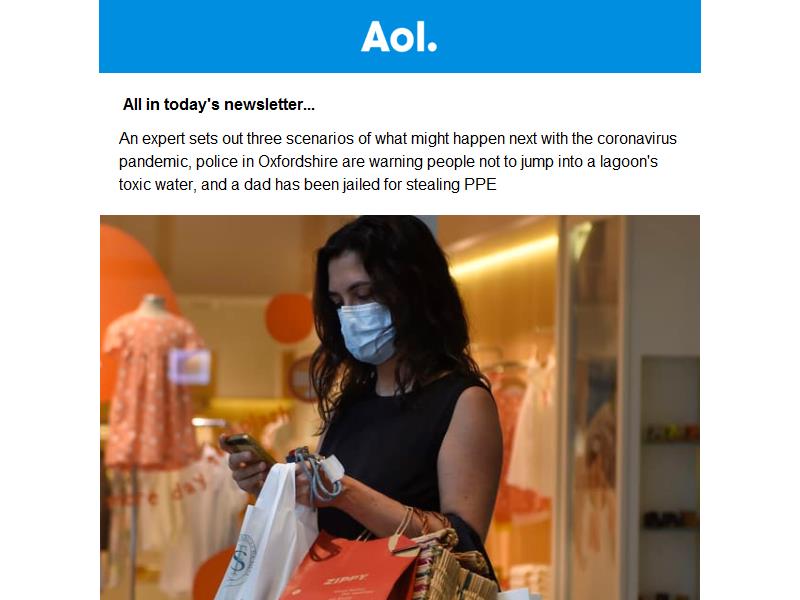 Aol.
All in today's newsletter...
An expert sets out three scenarios of what might happen next with the coronavirus
pandemic, police in Oxfordshire are warning people not to jump into a lagoon's
toxic water, and a dad has been jailed for stealing PPE
ZIPPY